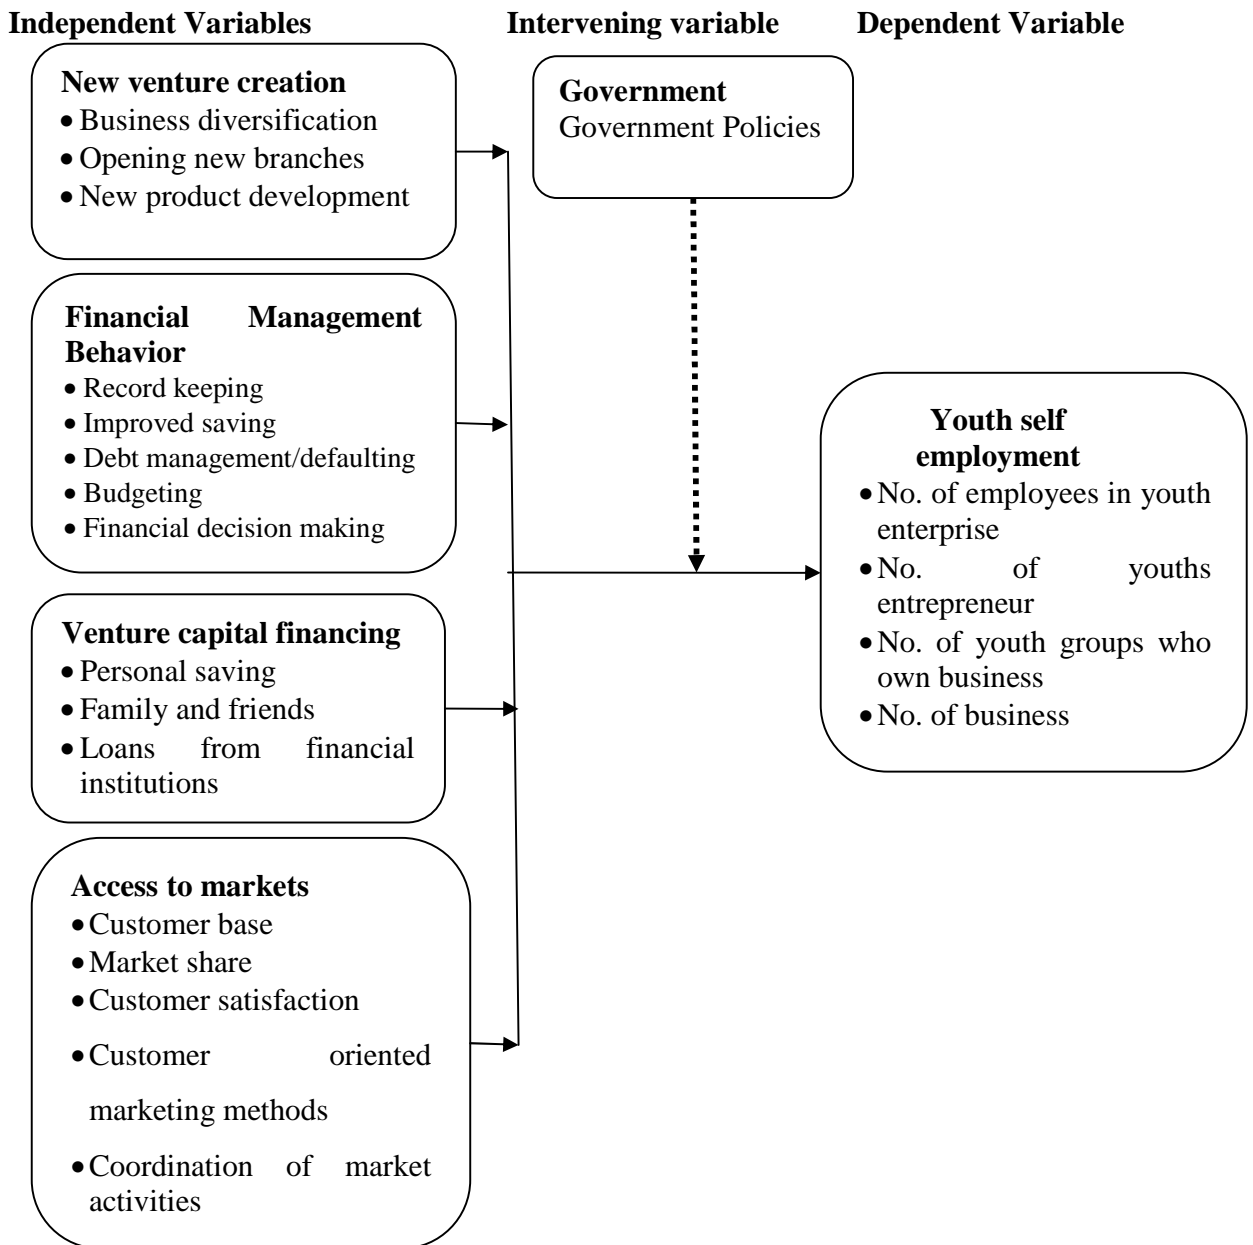 Independent Variables
Intervening variable
Dependent Variable
New venture creation
• Business diversification
• Opening new branches
• New product development
Government
Government Policies
Financial Management
Behavior
• Record keeping
• Improved saving
• Debt management/defaulting
• Budgeting
• Financial decision making
Youth self
employment
• No. of employees in youth
enterprise
• No. of youths
entrepreneur
• No. of youth groups who
own business
• No. of business
Venture capital financing
• Personal saving
• Family and friends
• Loans from financial
institutions
Access to markets
• Customer base
• Market share
• Customer satisfaction
• Customer oriented
marketing methods
• Coordination of market
activities